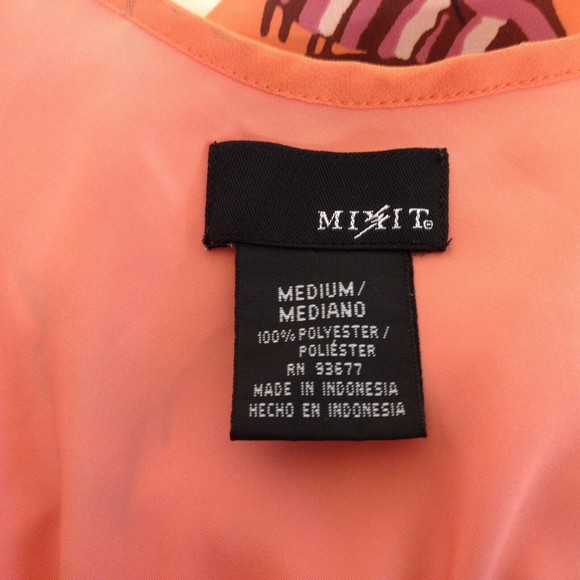 MIXIT®
MEDIUM/
MEDIANO
100% POLYESTER/
POLIÉSTER
RN 93677
MADE IN INDONESIA
HECHO EN INDONESIA